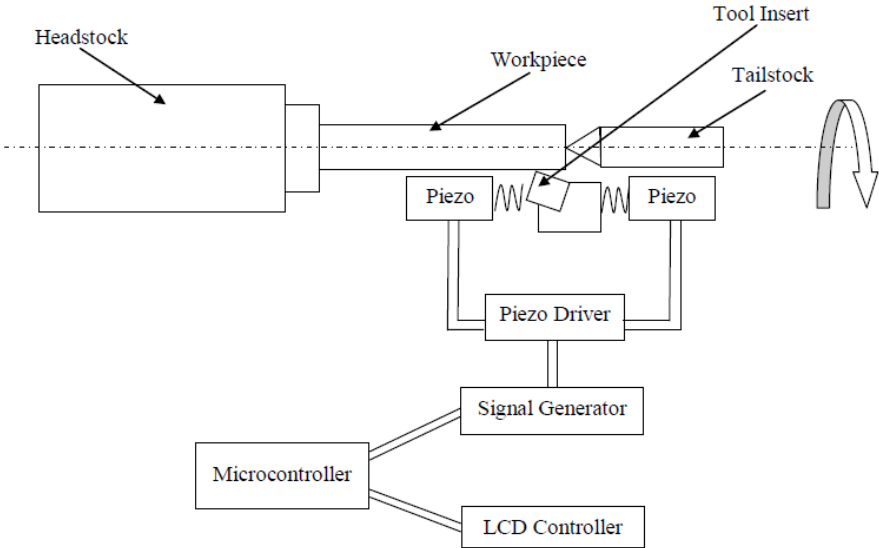 Tool Insert
Headstock
Workpiece
Tailstock
Piezo
Piezo
Piezo Driver
Signal Generator
Microcontroller
LCD Controller